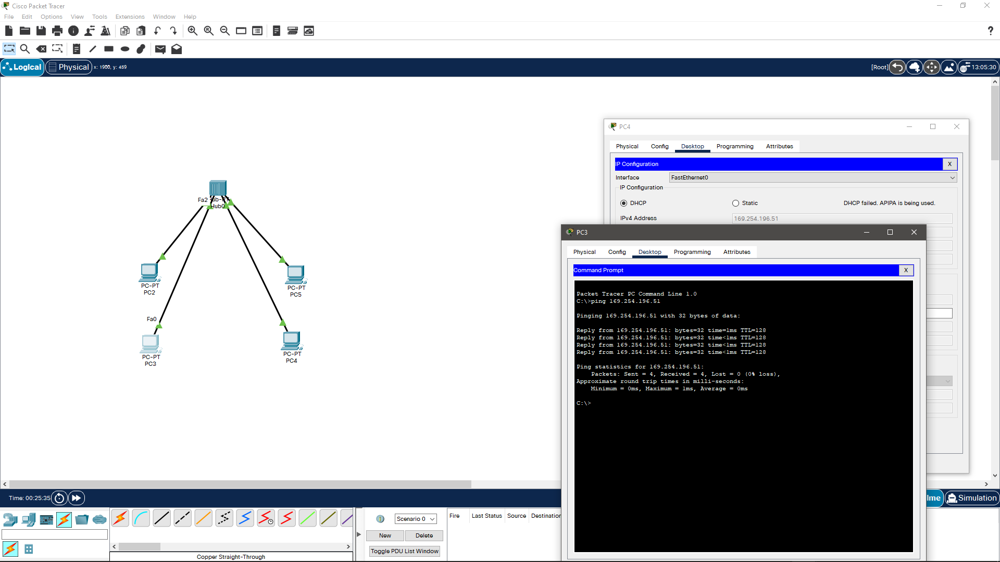 Cisco Packet Tracer
File Edit Options View Tools Extensions Window Help
Logical Physical x: 1900, y: 459 [Root] 13:05:30
PC4
Physical Config Desktop Programming Attributes
IP Configuration X
Interface FastEthernet0
IP Configuration
DHCP Static DHCP failed. APIPA is being used.
IPv4 Address 169.254.196.51
Fa2 ub-PT
Hub0
PC-PT
PC2
PC-PT
PC5
Fa0
PC-PT
PC3
PC-PT
PC4
PC3
Physical Config Desktop Programming Attributes
Command Prompt X
Packet Tracer PC Command Line 1.0
C:\>ping 169.254.196.51
Pinging 169.254.196.51 with 32 bytes of data:
Reply from 169.254.196.51: bytes=32 time=1ms TTL=128
Reply from 169.254.196.51: bytes=32 time<1ms TTL=128
Reply from 169.254.196.51: bytes=32 time<1ms TTL=128
Reply from 169.254.196.51: bytes=32 time<1ms TTL=128
Ping statistics for 169.254.196.51:
Packets: Sent = 4, Received = 4, Lost = 0 (0% loss),
Approximate round trip times in milli-seconds:
Minimum = 0ms, Maximum = 1ms, Average = 0ms
C:\>
Time: 00:25:35 me Simulation
Scenario 0
New Delete
Toggle PDU List Window
Fire Last Status Source Destination
Copper Straight-Through